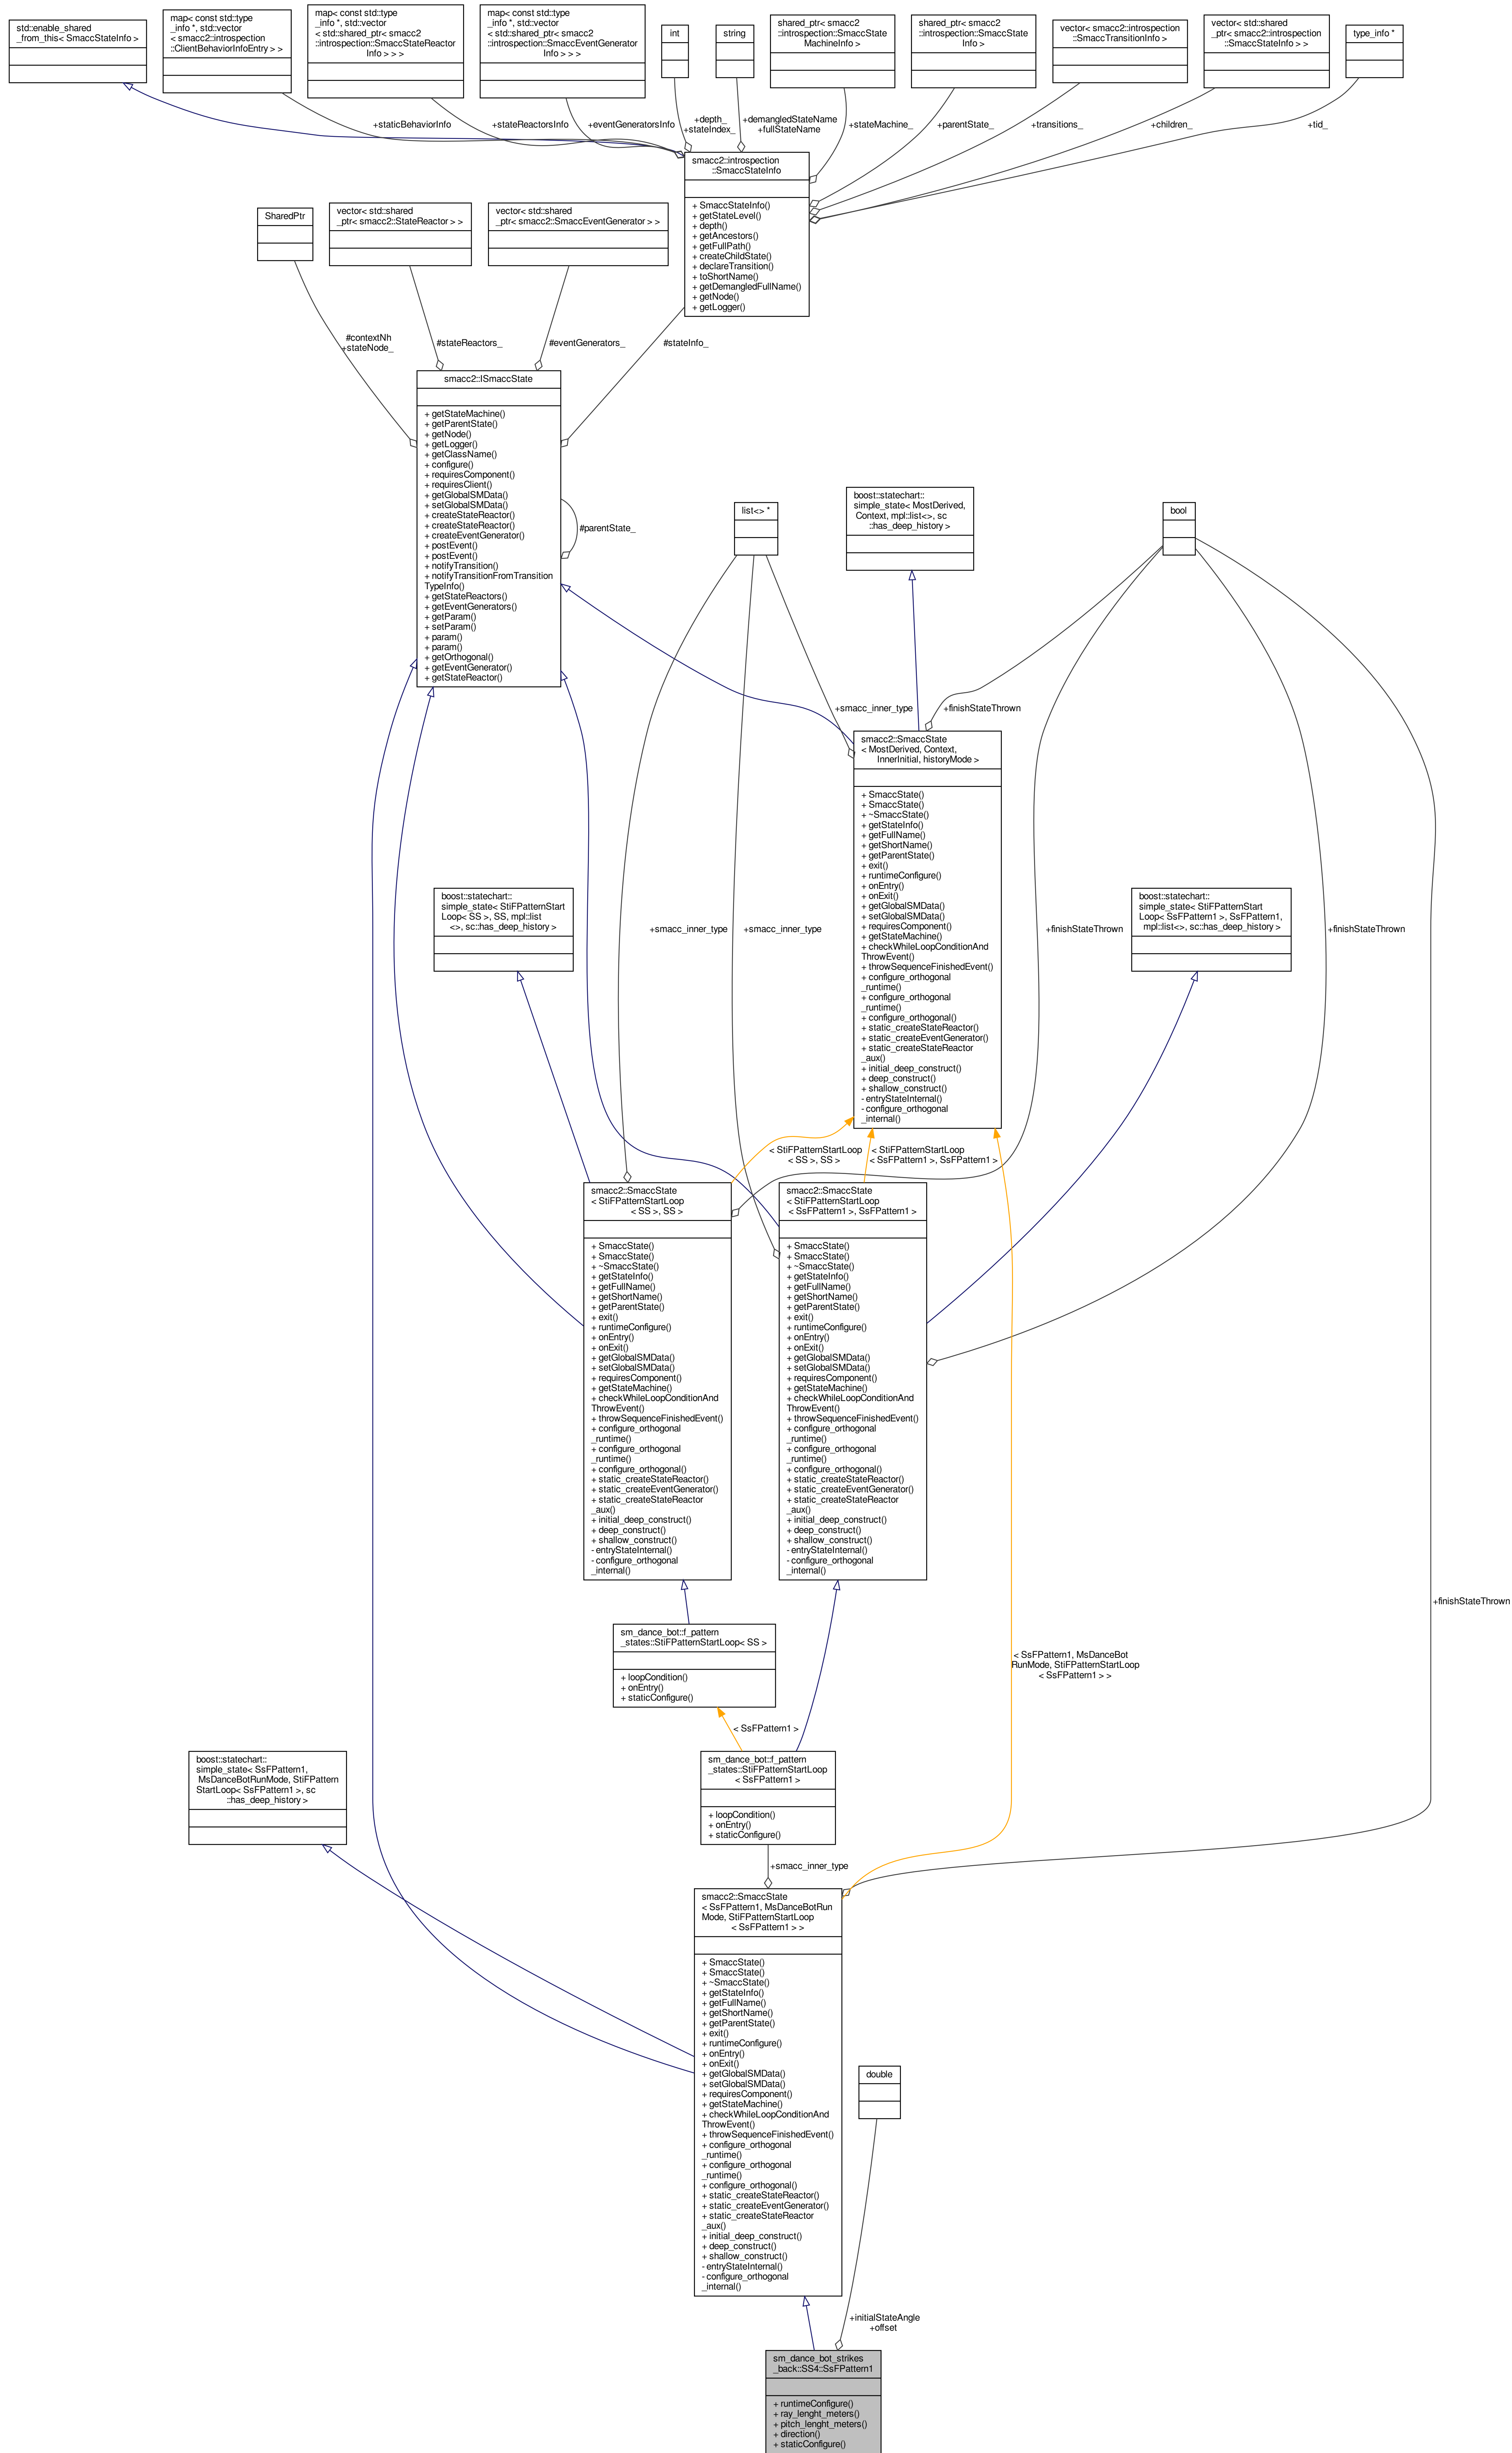 std::enable_shared
_from_this< SmaccStateInfo >
map< const std::type
_info *, std::vector
< smacc2::introspection
::ClientBehaviorInfoEntry > >
map< const std::type
_info *, std::vector
< std::shared_ptr< smacc2
::introspection::SmaccStateReactor
Info > > >
map< const std::type
_info *, std::vector
< std::shared_ptr< smacc2
::introspection::SmaccEventGenerator
Info > > >
int
string
shared_ptr< smacc2
::introspection::SmaccState
MachineInfo >
shared_ptr< smacc2
::introspection::SmaccState
Info >
vector< smacc2::introspection
::SmaccTransitionInfo >
vector< std::shared
_ptr< smacc2::introspection
::SmaccStateInfo > >
type_info *
+staticBehaviorInfo
+stateReactorsInfo
+eventGeneratorsInfo
+depth_
+stateIndex_
+demangledStateName
+fullStateName
+stateMachine_
+parentState_
+transitions_
+children_
+tid_
smacc2::introspection
::SmaccStateInfo
+ SmaccStateInfo()
+ getStateLevel()
+ depth()
+ getAncestors()
+ getFullPath()
+ createChildState()
+ declareTransition()
+ toShortName()
+ getDemangledFullName()
+ getNode()
+ getLogger()
SharedPtr
vector< std::shared
_ptr< smacc2::StateReactor > >
vector< std::shared
_ptr< smacc2::SmaccEventGenerator > >
#contextNh
+stateNode_
#stateReactors_
#eventGenerators_
#stateInfo_
smacc2::ISmaccState
+ getStateMachine()
+ getParentState()
+ getNode()
+ getLogger()
+ getClassName()
+ configure()
+ requiresComponent()
+ requiresClient()
+ getGlobalSMData()
+ setGlobalSMData()
+ createStateReactor()
+ createStateReactor()
+ createEventGenerator()
+ postEvent()
+ postEvent()
+ notifyTransition()
+ notifyTransitionFromTransition
TypeInfo()
+ getStateReactors()
+ getEventGenerators()
+ getParam()
+ setParam()
+ param()
+ param()
+ getOrthogonal()
+ getEventGenerator()
+ getStateReactor()
#parentState_
list<> *
boost::statechart::
simple_state< MostDerived,
Context, mpl::list<>, sc
::has_deep_history >
bool
+smacc_inner_type
+finishStateThrown
smacc2::SmaccState
< MostDerived, Context,
InnerInitial, historyMode >
+ SmaccState()
+ SmaccState()
+ ~SmaccState()
+ getStateInfo()
+ getFullName()
+ getShortName()
+ getParentState()
+ exit()
+ runtimeConfigure()
+ onEntry()
+ onExit()
+ getGlobalSMData()
+ setGlobalSMData()
+ requiresComponent()
+ getStateMachine()
+ checkWhileLoopConditionAnd
ThrowEvent()
+ throwSequenceFinishedEvent()
+ configure_orthogonal
_runtime()
+ configure_orthogonal
_runtime()
+ configure_orthogonal()
+ static_createStateReactor()
+ static_createEventGenerator()
+ static_createStateReactor
_aux()
+ initial_deep_construct()
+ deep_construct()
+ shallow_construct()
- entryStateInternal()
- configure_orthogonal
_internal()
boost::statechart::
simple_state< StiFPatternStart
Loop< SS >, SS, mpl::list
<>, sc::has_deep_history >
boost::statechart::
simple_state< StiFPatternStart
Loop< SsFPattern1 >, SsFPattern1,
mpl::list<>, sc::has_deep_history >
+smacc_inner_type
+smacc_inner_type
+finishStateThrown
+finishStateThrown
< StiFPatternStartLoop
< SS >, SS >
< StiFPatternStartLoop
< SsFPattern1 >, SsFPattern1 >
smacc2::SmaccState
< StiFPatternStartLoop
< SS >, SS >
+ SmaccState()
+ SmaccState()
+ ~SmaccState()
+ getStateInfo()
+ getFullName()
+ getShortName()
+ getParentState()
+ exit()
+ runtimeConfigure()
+ onEntry()
+ onExit()
+ getGlobalSMData()
+ setGlobalSMData()
+ requiresComponent()
+ getStateMachine()
+ checkWhileLoopConditionAnd
ThrowEvent()
+ throwSequenceFinishedEvent()
+ configure_orthogonal
_runtime()
+ configure_orthogonal
_runtime()
+ configure_orthogonal()
+ static_createStateReactor()
+ static_createEventGenerator()
+ static_createStateReactor
_aux()
+ initial_deep_construct()
+ deep_construct()
+ shallow_construct()
- entryStateInternal()
- configure_orthogonal
_internal()
smacc2::SmaccState
< StiFPatternStartLoop
< SsFPattern1 >, SsFPattern1 >
+ SmaccState()
+ SmaccState()
+ ~SmaccState()
+ getStateInfo()
+ getFullName()
+ getShortName()
+ getParentState()
+ exit()
+ runtimeConfigure()
+ onEntry()
+ onExit()
+ getGlobalSMData()
+ setGlobalSMData()
+ requiresComponent()
+ getStateMachine()
+ checkWhileLoopConditionAnd
ThrowEvent()
+ throwSequenceFinishedEvent()
+ configure_orthogonal
_runtime()
+ configure_orthogonal
_runtime()
+ configure_orthogonal()
+ static_createStateReactor()
+ static_createEventGenerator()
+ static_createStateReactor
_aux()
+ initial_deep_construct()
+ deep_construct()
+ shallow_construct()
- entryStateInternal()
- configure_orthogonal
_internal()
+finishStateThrown
sm_dance_bot::f_pattern
_states::StiFPatternStartLoop< SS >
+ loopCondition()
+ onEntry()
+ staticConfigure()
< SsFPattern1, MsDanceBot
RunMode, StiFPatternStartLoop
< SsFPattern1 > >
< SsFPattern1 >
boost::statechart::
simple_state< SsFPattern1,
MsDanceBotRunMode, StiFPattern
StartLoop< SsFPattern1 >, sc
::has_deep_history >
sm_dance_bot::f_pattern
_states::StiFPatternStartLoop
< SsFPattern1 >
+ loopCondition()
+ onEntry()
+ staticConfigure()
+smacc_inner_type
smacc2::SmaccState
< SsFPattern1, MsDanceBotRun
Mode, StiFPatternStartLoop
< SsFPattern1 > >
+ SmaccState()
+ SmaccState()
+ ~SmaccState()
+ getStateInfo()
+ getFullName()
+ getShortName()
+ getParentState()
+ exit()
+ runtimeConfigure()
+ onEntry()
+ onExit()
+ getGlobalSMData()
+ setGlobalSMData()
+ requiresComponent()
+ getStateMachine()
+ checkWhileLoopConditionAnd
ThrowEvent()
+ throwSequenceFinishedEvent()
+ configure_orthogonal
_runtime()
+ configure_orthogonal
_runtime()
+ configure_orthogonal()
+ static_createStateReactor()
+ static_createEventGenerator()
+ static_createStateReactor
_aux()
+ initial_deep_construct()
+ deep_construct()
+ shallow_construct()
- entryStateInternal()
- configure_orthogonal
_internal()
double
+initialStateAngle
+offset
sm_dance_bot_strikes
_back::SS4::SsFPattern1
+ runtimeConfigure()
+ ray_lenght_meters()
+ pitch_lenght_meters()
+ direction()
+ staticConfigure()